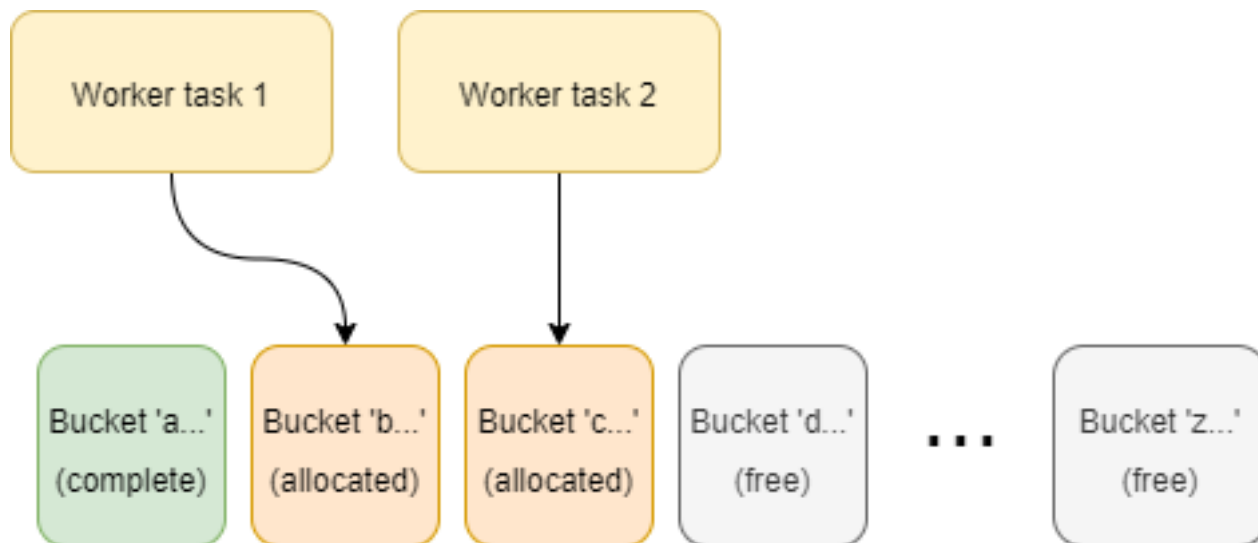 Worker task 1
Worker task 2
Bucket 'a...'
(complete)
Bucket 'b...'
(allocated)
Bucket 'c...'
(allocated)
Bucket 'd...'
(free)
...
Bucket 'z...'
(free)